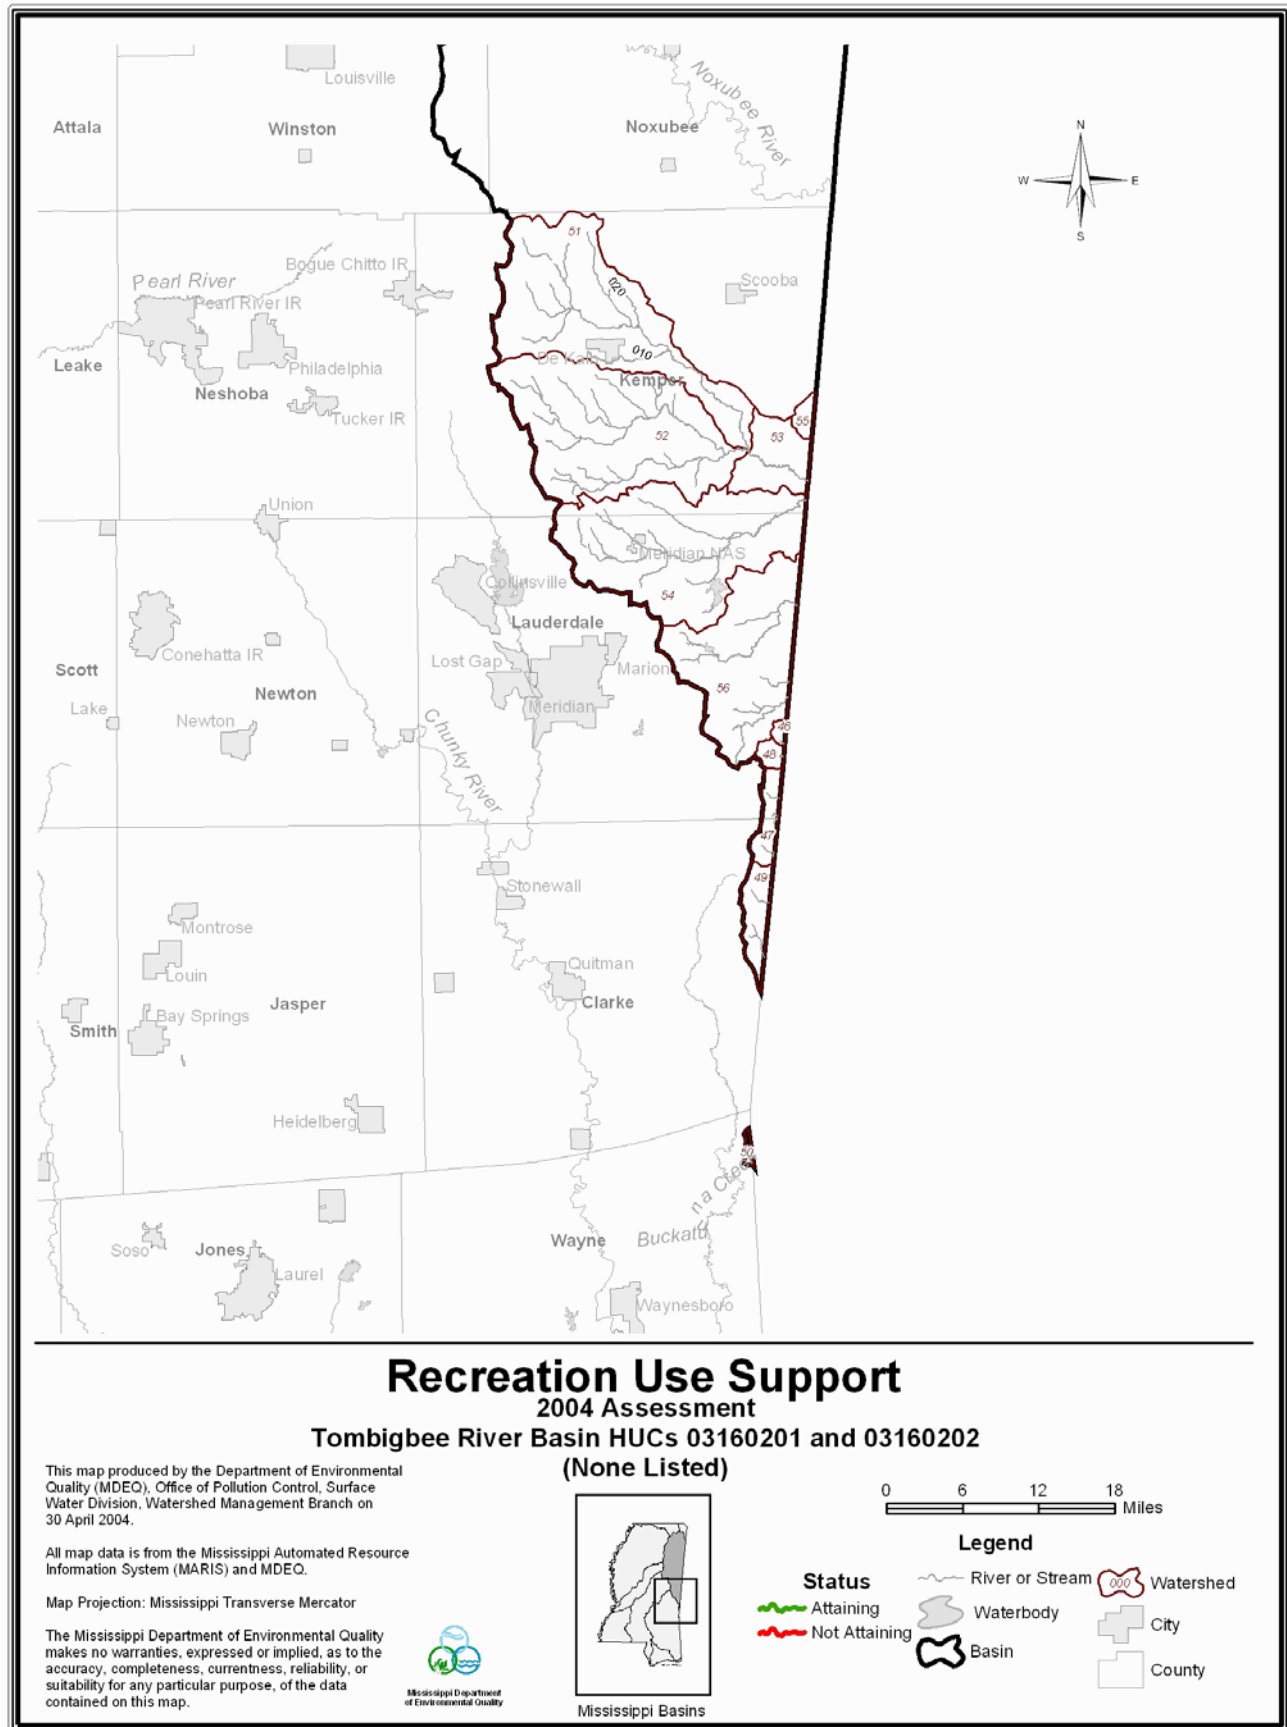 Louisville
Noxubee River
Attala
Winston
Noxubee
N
W
E
S
51
Pearl River
Bogue Chitto IR
020
Scooba
Pearl River IR
010
De Kalb
Leake
Philadelphia
Kemper
Neshoba
Tucker IR
55
52
53
Union
Meridian NAS
Collinsville
54
Lauderdale
Conehatta IR
Lost Gap
Marion
Scott
Newton
56
Lake
Newton
Meridian
46
Chunky River
48
47
49
Stonewall
Montrose
Louin
Quitman
Jasper
Clarke
Bay Springs
Smith
Heidelberg
50
Buckatunna Creek
Wayne
Soso
Jones
Laurel
Waynesboro
Recreation Use Support
2004 Assessment
Tombigbee River Basin HUCs 03160201 and 03160202
(None Listed)
This map produced by the Department of Environmental
Quality (MDEQ), Office of Pollution Control, Surface
Water Division, Watershed Management Branch on
30 April 2004.
All map data is from the Mississippi Automated Resource
Information System (MARIS) and MDEQ.
Map Projection: Mississippi Transverse Mercator
The Mississippi Department of Environmental Quality
makes no warranties, expressed or implied, as to the
accuracy, completeness, currentness, reliability, or
suitability for any particular purpose, of the data
contained on this map.
Mississippi Department
of Environmental Quality
Mississippi Basins
0 6 12 18
Miles
Legend
Status
Attaining
Not Attaining
River or Stream
Waterbody
Basin
000
Watershed
City
County